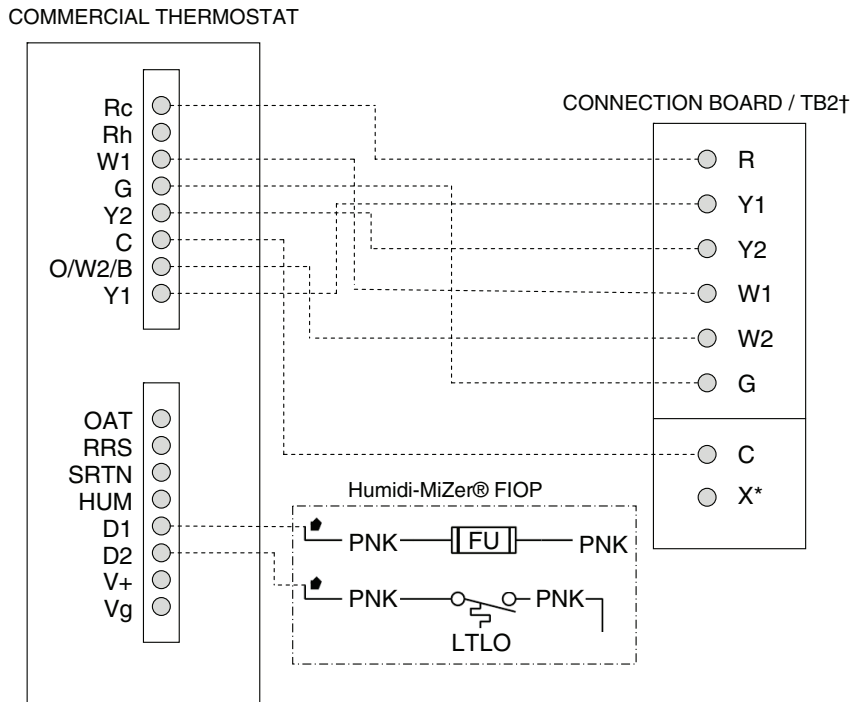 COMMERCIAL THERMOSTAT
Rc
Rh
W1
G
Y2
C
O/W2/B
Y1
OAT
RRS
SRTN
HUM
D1
D2
V+
Vg
CONNECTION BOARD / TB2†
R
Y1
Y2
W1
W2
G
C
X*
Humidi-MiZer® FIOP
PNK FU PNK
PNK PNK
LTLO